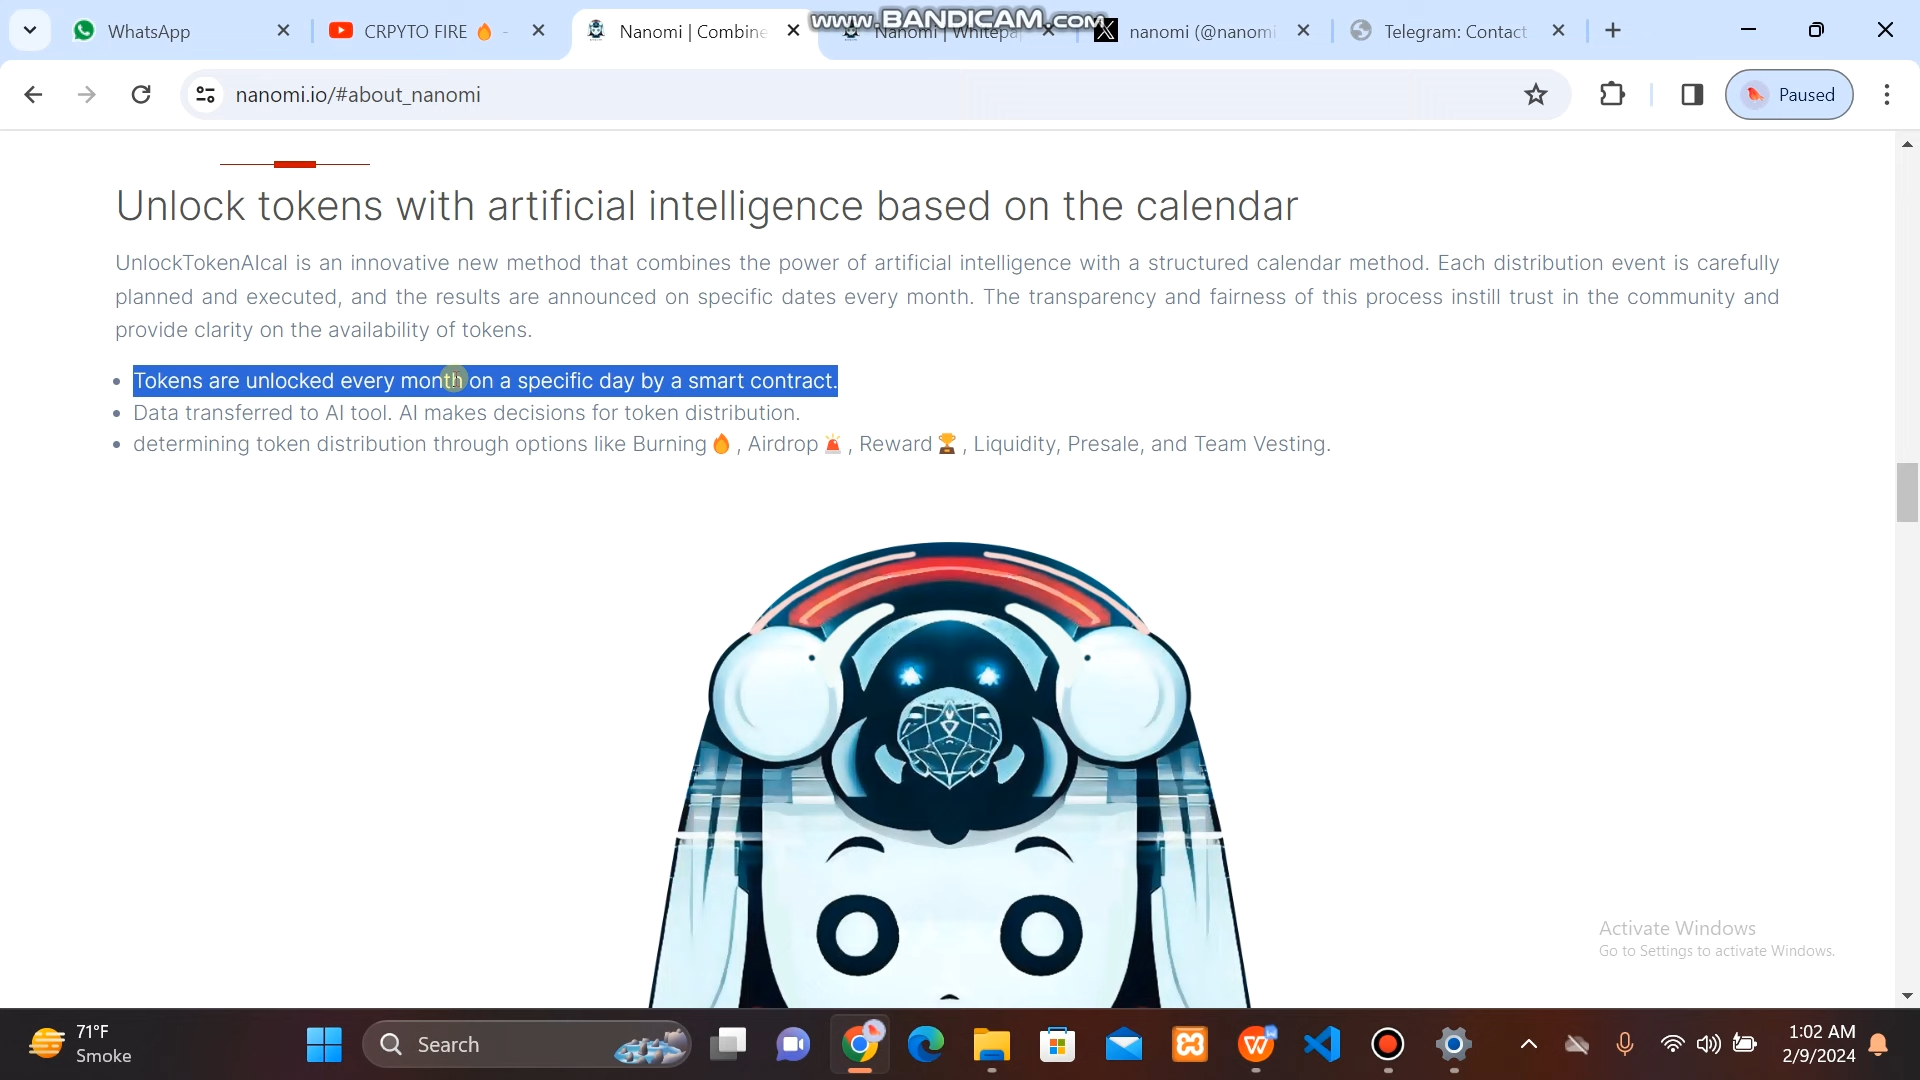 WhatsApp
CRPYTO FIRE 🔥 -
Nanomi | Combine
Nanomi | Whitepa
nanomi (@nanomi
Telegram: Contact
www.BANDICAM.com
nanomi.io/#about_nanomi
Paused
Unlock tokens with artificial intelligence based on the calendar
UnlockTokenAIcal is an innovative new method that combines the power of artificial intelligence with a structured calendar method. Each distribution event is carefully
planned and executed, and the results are announced on specific dates every month. The transparency and fairness of this process instill trust in the community and
provide clarity on the availability of tokens.
• Tokens are unlocked every month on a specific day by a smart contract.
• Data transferred to AI tool. AI makes decisions for token distribution.
• determining token distribution through options like Burning🔥, Airdrop🚨, Reward🏆, Liquidity, Presale, and Team Vesting.
Activate Windows
Go to Settings to activate Windows.
71°F
Smoke
Search
1:02 AM
2/9/2024